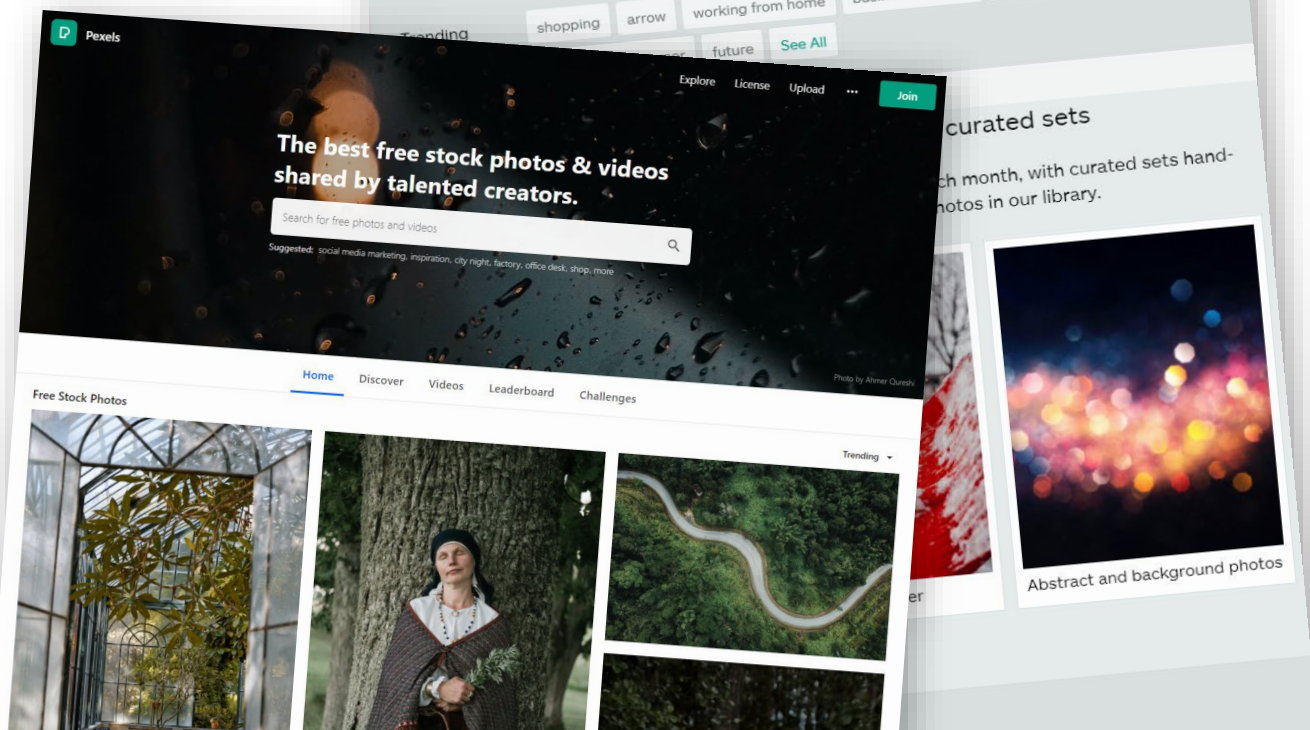 Trending
shopping
arrow
working from home
future
See All
Pexels
Explore
License
Upload
Join
The best free stock photos & videos
shared by talented creators.
Search for free photos and videos
Suggested: social media marketing, inspiration, city night, factory, office desk, shop, more
Photo by Ahmer Qureshi
Home
Discover
Videos
Leaderboard
Challenges
Free Stock Photos
Trending
curated sets
month, with curated sets hand-
in our library.
Abstract and background photos